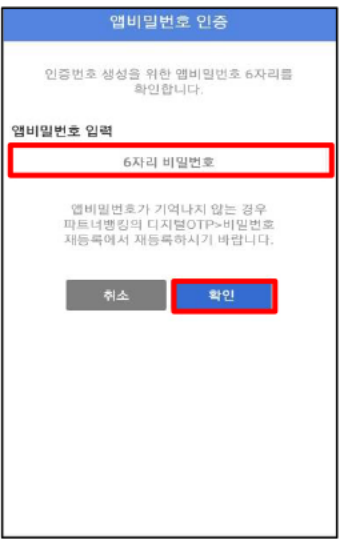 앱비밀번호 인증
인증번호 생성을 위한 앱비밀번호 6자리를
확인합니다.
앱비밀번호 입력
6자리 비밀번호
앱비밀번호가 기억나지 않는 경우
파트너뱅킹의 디지털OTP>비밀번호
재등록에서 재등록하시기 바랍니다.
취소 확인